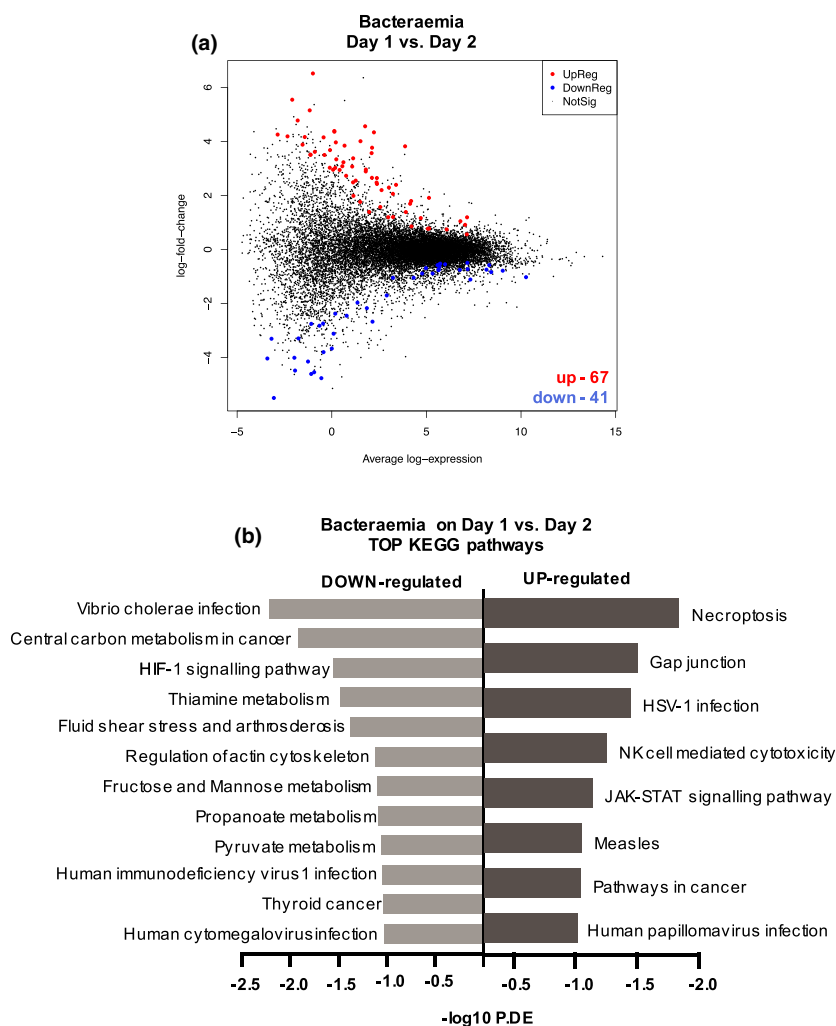 (a)
Bacteraemia
Day 1 vs. Day 2
UpReg
DownReg
NotSig
6
4
2
0
−2
−4
log−fold−change
up - 67
down - 41
−5
0
5
10
15
Average log−expression
(b)
Bacteraemia on Day 1 vs. Day 2
TOP KEGG pathways
DOWN-regulated
UP-regulated
Vibrio cholerae infection
Central carbon metabolism in cancer
HIF-1 signalling pathway
Thiamine metabolism
Fluid shear stress and arthrosderosis
Regulation of actin cytoskeleton
Fructose and Mannose metabolism
Propanoate metabolism
Pyruvate metabolism
Human immunodeficiency virus 1 infection
Thyroid cancer
Human cytomegalovirus infection
Necroptosis
Gap junction
HSV-1 infection
NK cell mediated cytotoxicity
JAK-STAT signalling pathway
Measles
Pathways in cancer
Human papillomavirus infection
-2.5 -2.0 -1.5 -1.0 -0.5 -0.5 -1.0 -1.5 -2.0
-log10 P.DE